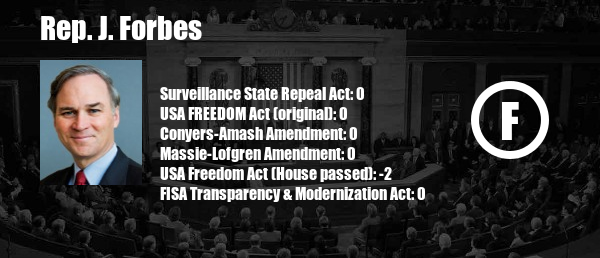 Rep. J. Forbes
Surveillance State Repeal Act: 0
USA FREEDOM Act (original): 0
Conyers-Amash Amendment: 0
Massie-Lofgren Amendment: 0
USA Freedom Act (House passed): -2
FISA Transparency & Modernization Act: 0
F